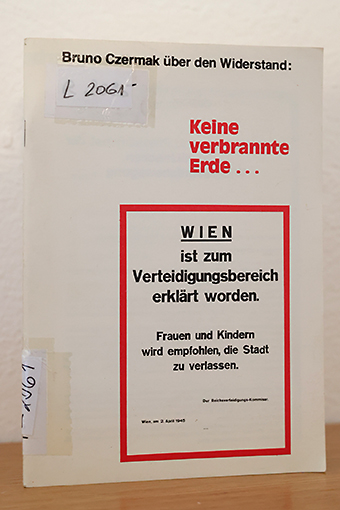 Bruno Czermak über den Widerstand:
L 2061-
Keine
verbrannte
Erde ...
WIEN
ist zum
Verteidigungsbereich
erklärt worden.
Frauen und Kindern
wird empfohlen, die Stadt
zu verlassen.
Der Reichsverteidigungs-Kommissar:
Wien, am 2. April 1945